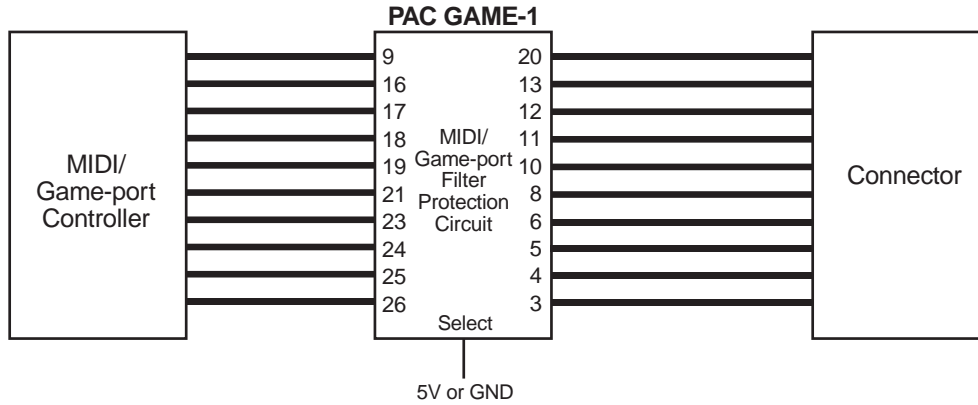 PAC GAME-1
MIDI/
Game-port
Controller
9
16
17
18
19
21
23
24
25
26
MIDI/
Game-port
Filter
Protection
Circuit
20
13
12
11
10
8
6
5
4
3
Select
Connector
5V or GND